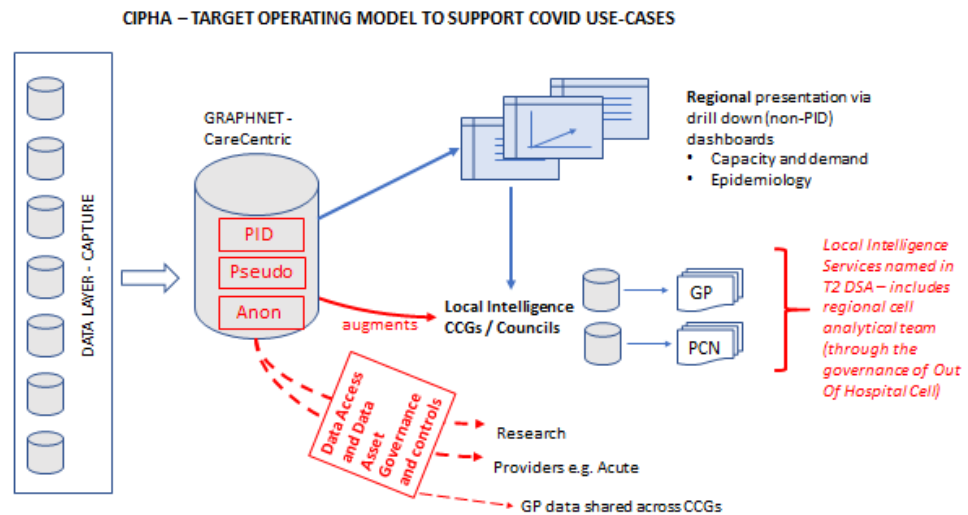 CIPHA – TARGET OPERATING MODEL TO SUPPORT COVID USE-CASES
DATA LAYER - CAPTURE
GRAPHNET -
CareCentric
PID
Pseudo
Anon
Regional presentation via
drill down (non-PID)
dashboards
• Capacity and demand
• Epidemiology
augments
Local Intelligence
CCGs / Councils
GP
PCN
Local Intelligence
Services named in
T2 DSA – includes
regional cell
analytical team
(through the
governance of Out
Of Hospital Cell)
Data Access
and Data
Asset
Governance
and controls
Research
Providers e.g. Acute
GP data shared across CCGs